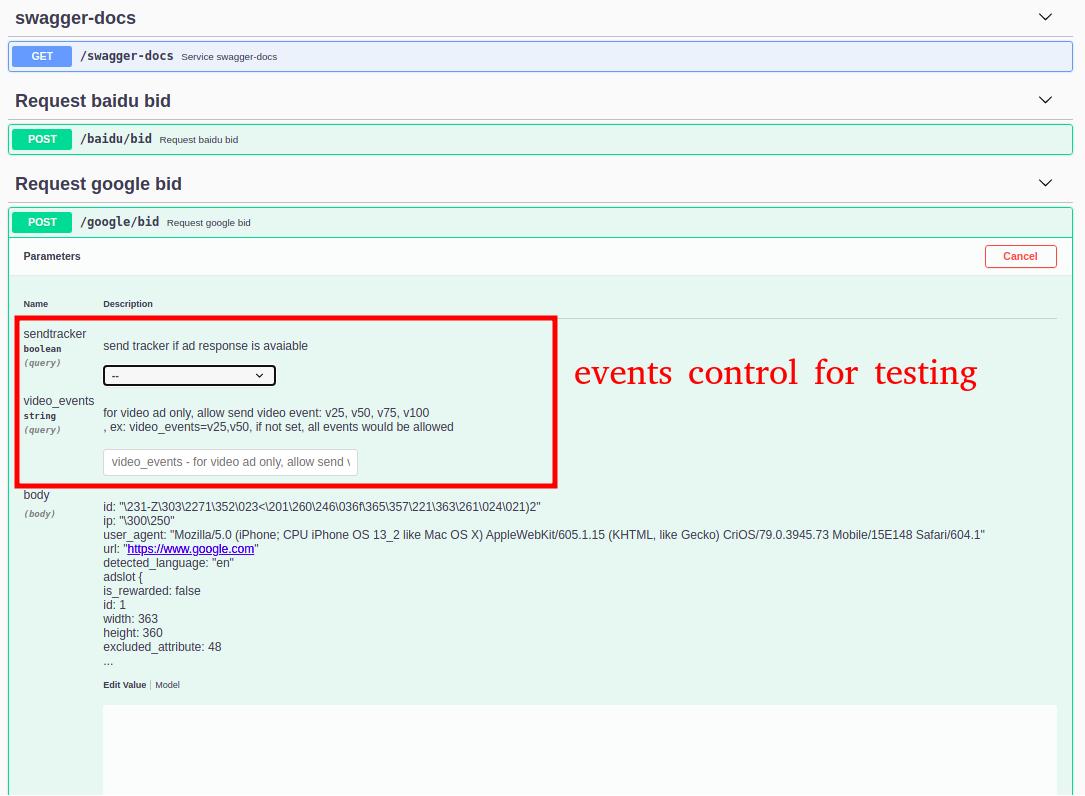 swagger-docs
GET /swagger-docs Service swagger-docs
Request baidu bid
POST /baidu/bid Request baidu bid
Request google bid
POST /google/bid Request google bid
Parameters Cancel
Name Description
sendtracker
boolean
(query)
send tracker if ad response is avaiable
--
video_events
string
(query)
for video ad only, allow send video event: v25, v50, v75, v100
, ex: video_events=v25,v50, if not set, all events would be allowed
video_events - for video ad only, allow send v
events control for testing
body
(body)
id: "\231-Z\303\2271\352\023<\201\260\246\036f\365\357\221\363\261\024\021)2"
ip: "\300\250"
user_agent: "Mozilla/5.0 (iPhone; CPU iPhone OS 13_2 like Mac OS X) AppleWebKit/605.1.15 (KHTML, like Gecko) CriOS/79.0.3945.73 Mobile/15E148 Safari/604.1"
url: "https://www.google.com"
detected_language: "en"
adslot {
is_rewarded: false
id: 1
width: 363
height: 360
excluded_attribute: 48
...
Edit Value | Model